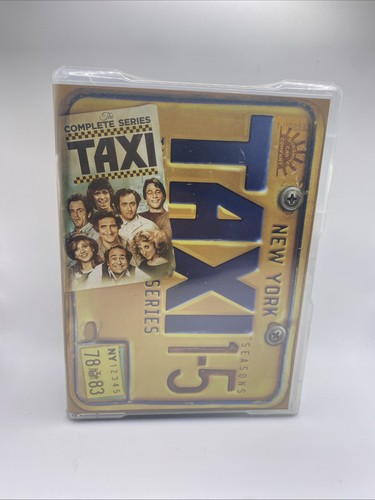 The
COMPLETE SERIES
TAXI
TAXI
SERIES
NEW YORK
SEASONS
1-5
NY 12345
78 83